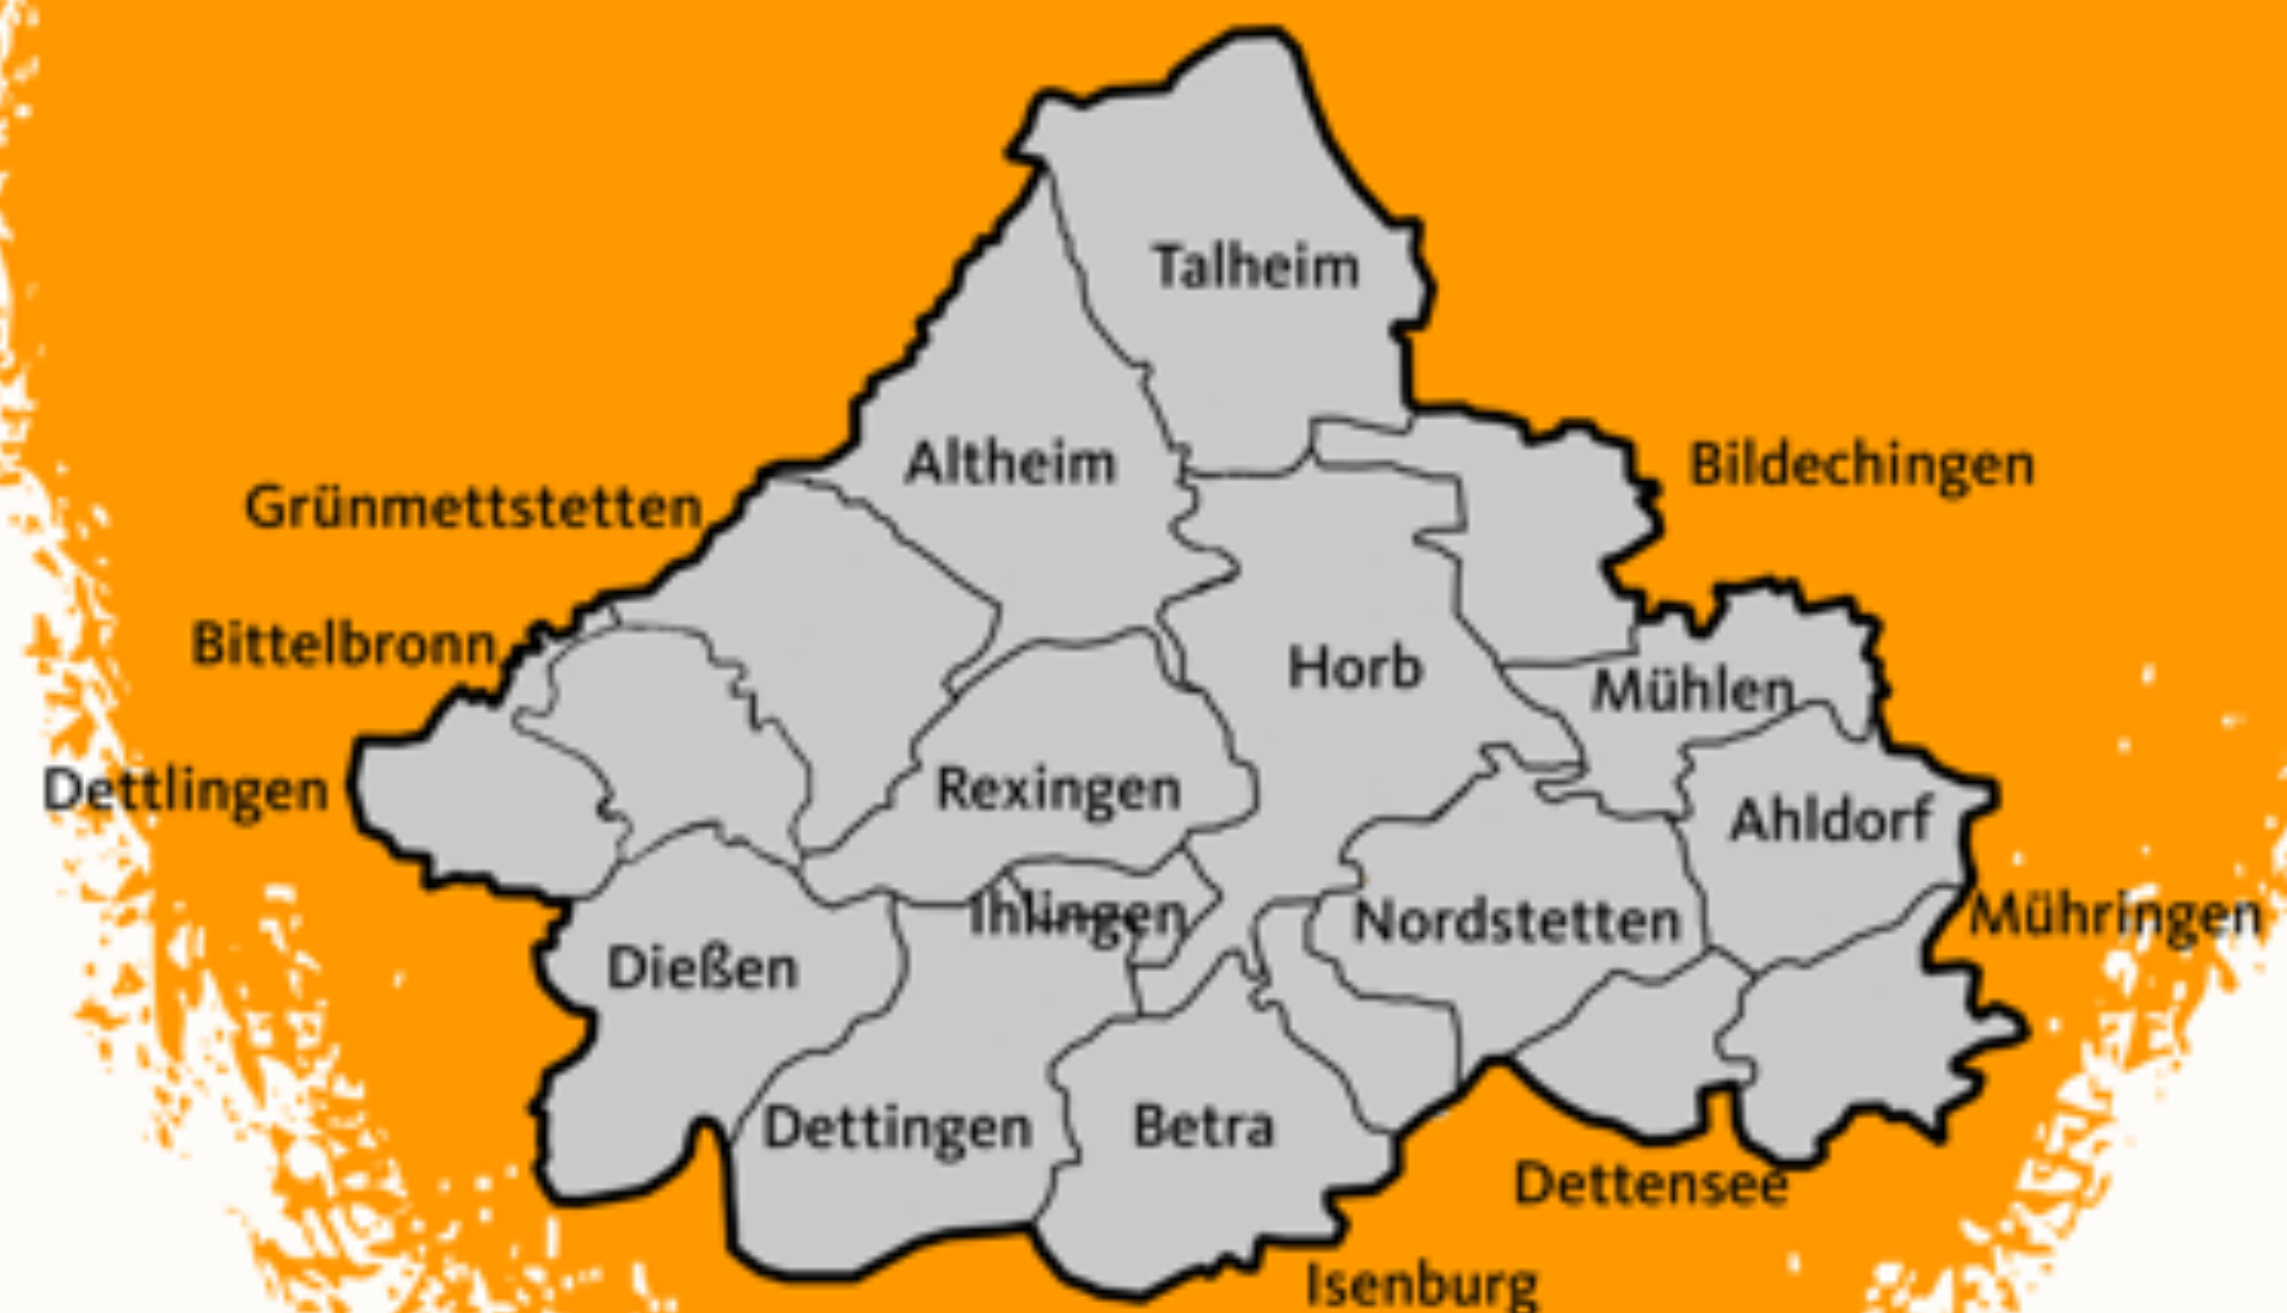 Talheim
Altheim
Bildechingen
Grünmettstetten
Bittelbronn
Horb
Mühlen
Dettlingen
Rexingen
Ahldorf
Ihlingen
Nordstetten
Mühringen
Dießen
Dettingen
Betra
Dettensee
Isenburg